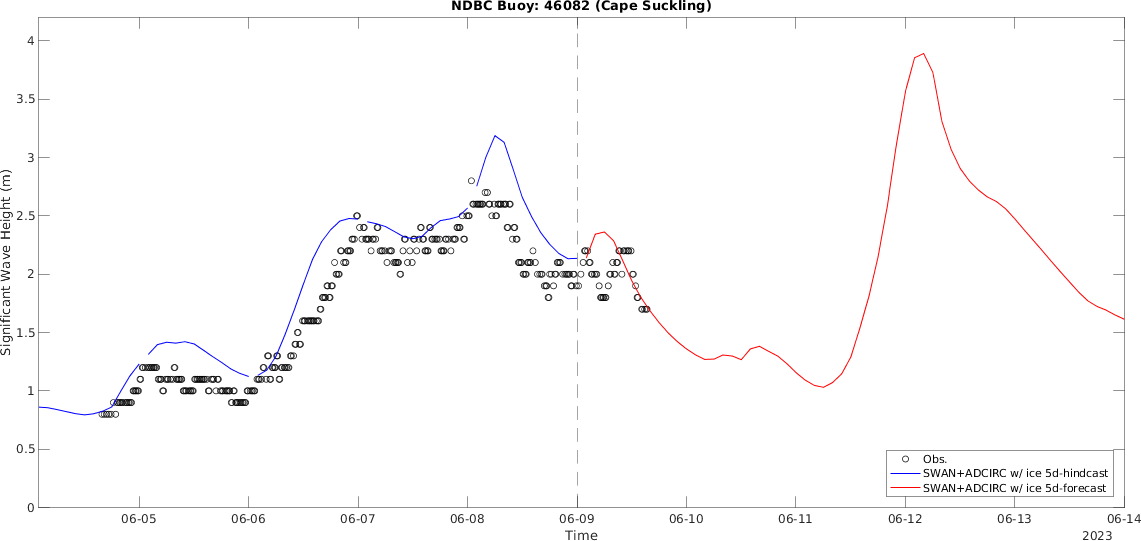 NDBC Buoy: 46082 (Cape Suckling)
Significant Wave Height (m)
4
3.5
3
2.5
2
1.5
1
0.5
0
Obs.
SWAN+ADCIRC w/ ice 5d-hindcast
SWAN+ADCIRC w/ ice 5d-forecast
06-05 06-06 06-07 06-08 06-09 06-10 06-11 06-12 06-13 06-14
Time
2023